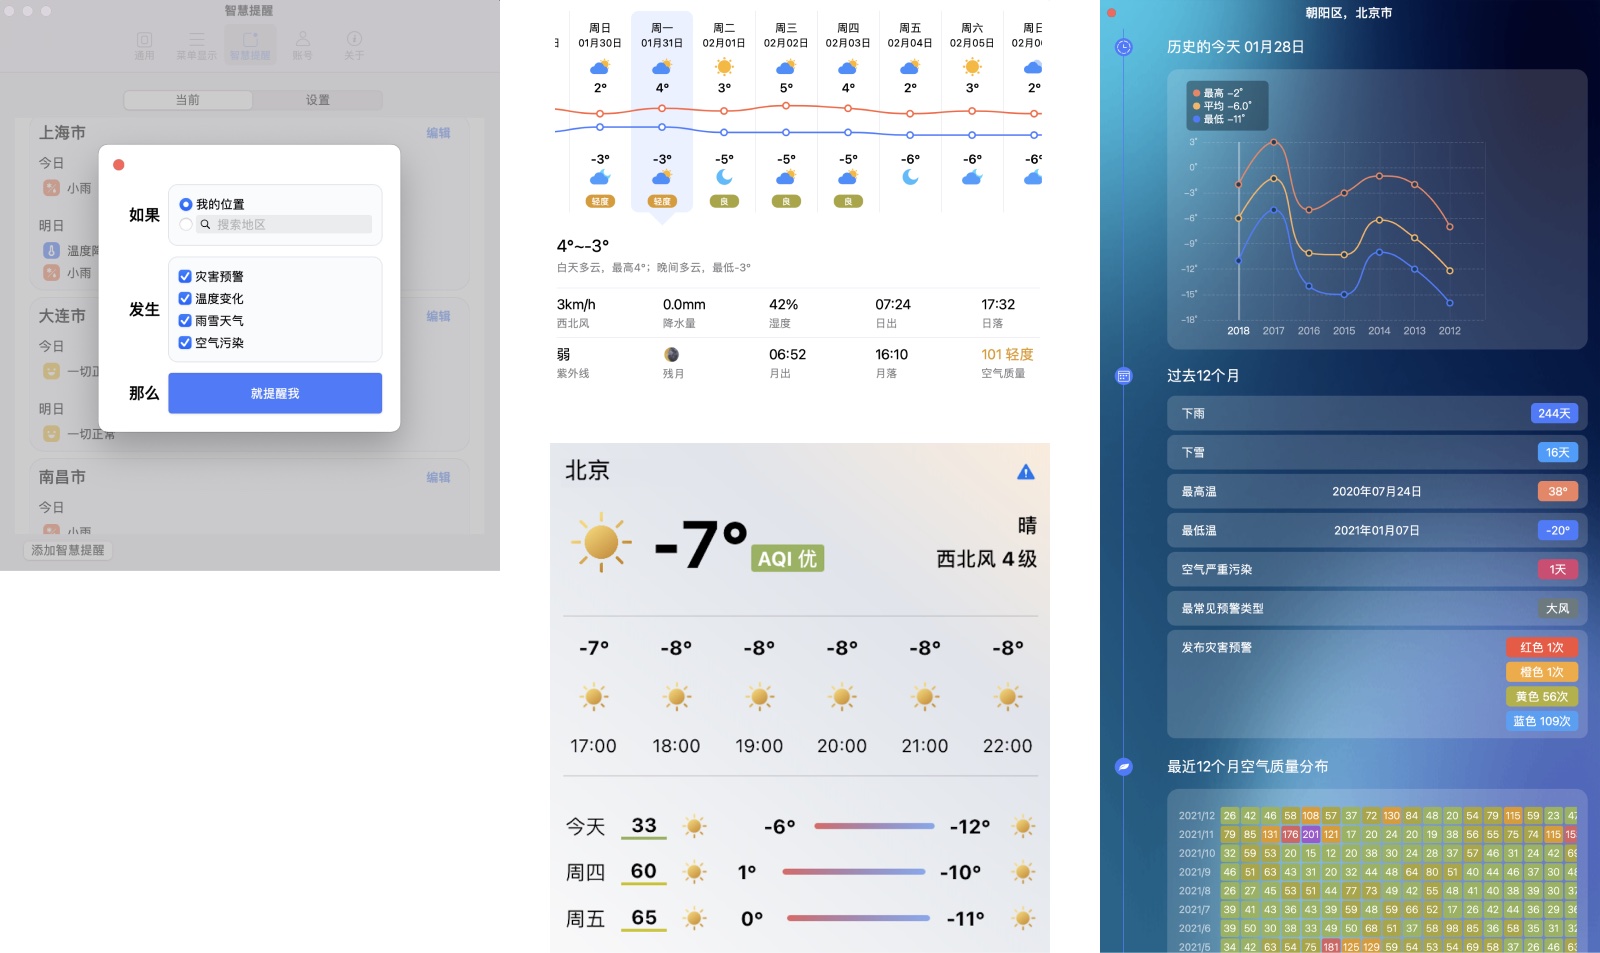 智慧提醒
通用
菜单显示
智慧提醒
账号
关于
当前
设置
上海市
编辑
今日
小雨
明日
温度降
小雨
大连市
编辑
今日
一切正
明日
一切正常
南昌市
编辑
今日
小雨
添加智慧提醒
如果
我的位置
搜索地区
发生
灾害预警
温度变化
雨雪天气
空气污染
那么
就提醒我
周日 周一 周二 周三 周四 周五 周六 周日
01月30日 01月31日 02月01日 02月02日 02月03日 02月04日 02月05日 02月0
2° 4° 3° 5° 4° 2° 3° 2°
-3° -3° -5° -5° -5° -6° -6° -6°
轻度 轻度 良 良 良
4°~-3°
白天多云，最高4°；晚间多云，最低-3°
3km/h 0.0mm 42% 07:24 17:32
西北风 降水量 湿度 日出 日落
弱 06:52 16:10 101 轻度
紫外线 残月 月出 月落 空气质量
北京
-7°
AQI 优
晴
西北风 4级
-7° -8° -8° -8° -8° -8°
17:00 18:00 19:00 20:00 21:00 22:00
今天 33 -6° -12°
周四 60 1° -10°
周五 65 0° -11°
朝阳区，北京市
历史的今天 01月28日
最高 -2°
平均 -6.0°
最低 -11°
3°
0°
-3°
-6°
-9°
-12°
-15°
-18°
2018 2017 2016 2015 2014 2013 2012
过去12个月
下雨 244天
下雪 16天
最高温 2020年07月24日 38°
最低温 2021年01月07日 -20°
空气严重污染 1天
最常见预警类型 大风
发布灾害预警 红色 1次
橙色 1次
黄色 56次
蓝色 109次
最近12个月空气质量分布
2021/12 26 42 46 58 108 57 37 72 130 84 48 20 54 79 115 59 23 47
2021/11 79 85 131 176 201 121 17 20 24 20 19 38 56 55 75 74 115 15
2021/10 32 59 53 20 15 12 20 38 30 24 28 37 57 46 31 24 42 69
2021/9 46 51 63 43 31 20 32 44 48 64 80 51 40 44 46 37 30 48
2021/8 26 27 45 53 51 44 77 73 49 42 55 48 41 40 38 39 30 37
2021/7 39 41 43 36 43 39 59 48 59 66 52 17 26 42 44 36 29 36
2021/6 39 50 30 38 33 49 50 68 51 37 58 98 85 36 58 35 31 32
2021/5 34 42 63 54 75 181 125 129 59 54 53 54 69 58 37 26 46 63